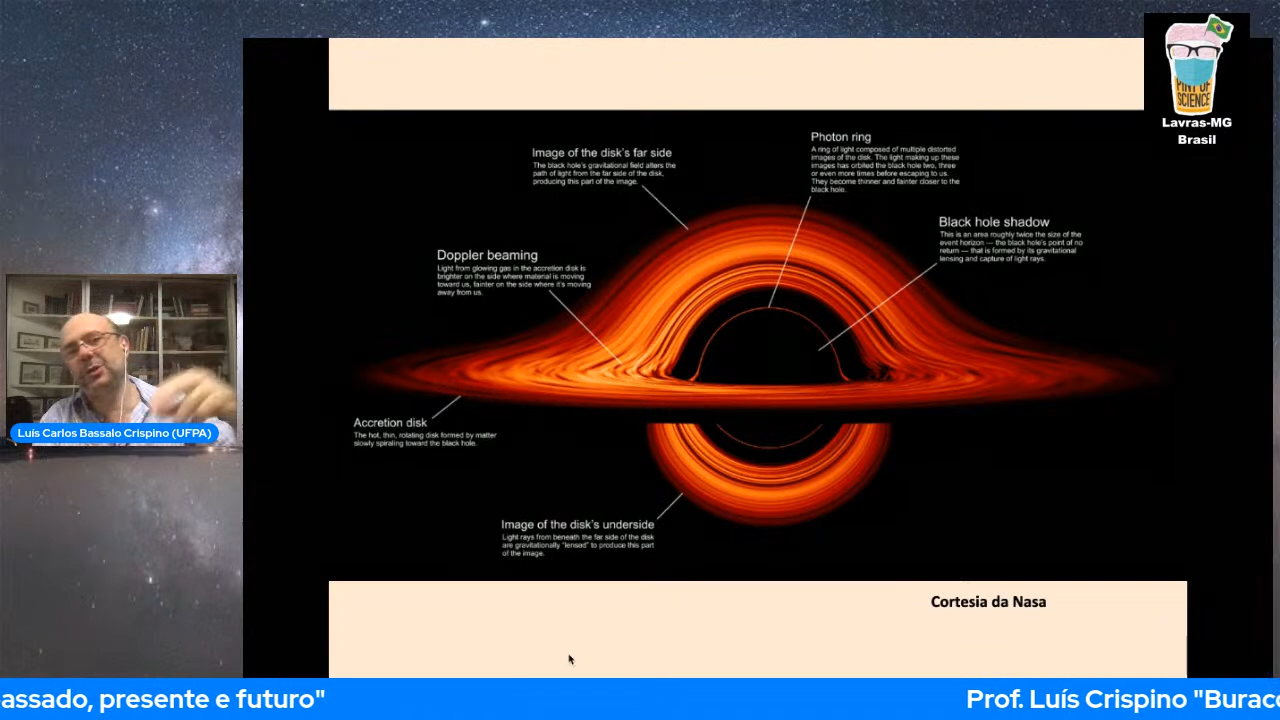 PINT OF
SCIENCE
Lavras-MG
Brasil
Photon ring
A ring of light composed of multiple distorted
images of the disk. The light making up these
images has orbited the black hole two, three
or even more times before escaping to us.
They become thinner and fainter closer to the
black hole.
Image of the disk's far side
The black hole's gravitational field alters the
path of light from the far side of the disk,
producing this part of the image.
Black hole shadow
This is an area roughly twice the size of the
event horizon — the black hole's point of no
return — that is formed by its gravitational
lensing and capture of light rays.
Doppler beaming
Light from glowing gas in the accretion disk is
brighter on the side where material is moving
toward us, fainter on the side where it's moving
away from us.
Accretion disk
The hot, thin, rotating disk formed by matter
slowly spiraling toward the black hole.
Luís Carlos Bassalo Crispino (UFPA)
Image of the disk's underside
Light rays from beneath the far side of the disk
are gravitationally "lensed" to produce this part
of the image.
Cortesia da Nasa
assado, presente e futuro" Prof. Luís Crispino "Burac